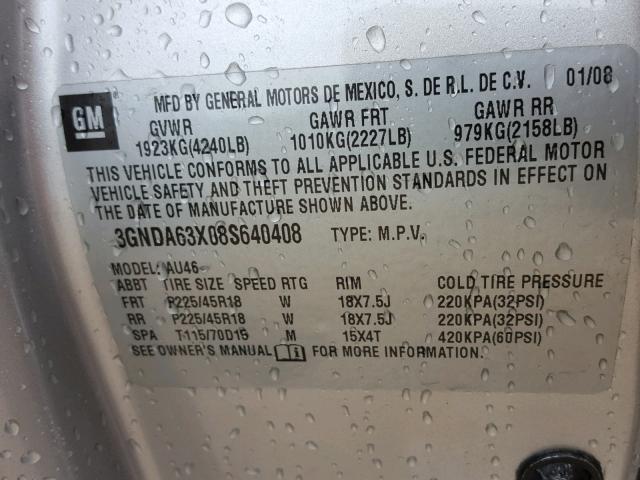 GM
MFD BY GENERAL MOTORS DE MEXICO, S. DE R.L. DE C.V. 01/08
GVWR GAWR FRT GAWR RR
1923KG(4240LB) 1010KG(2227LB) 979KG(2158LB)
THIS VEHICLE CONFORMS TO ALL APPLICABLE U.S. FEDERAL MOTOR
VEHICLE SAFETY AND THEFT PREVENTION STANDARDS IN EFFECT ON
THE DATE OF MANUFACTURE SHOWN ABOVE.
3GNDA63X08S640408 TYPE: M.P.V.
MODEL: AU46
ABBT TIRE SIZE SPEED RTG RIM COLD TIRE PRESSURE
FRT P225/45R18 W 18X7.5J 220KPA(32PSI)
RR P225/45R18 W 18X7.5J 220KPA(32PSI)
SPA T115/70D15 M 15X4T 420KPA(60PSI)
SEE OWNER'S MANUAL FOR MORE INFORMATION.